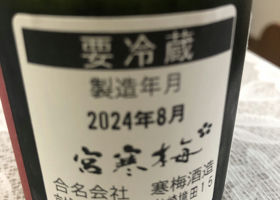 要冷蔵
製造年月
2024年8月
宮寒梅
合名会社 寒梅酒造